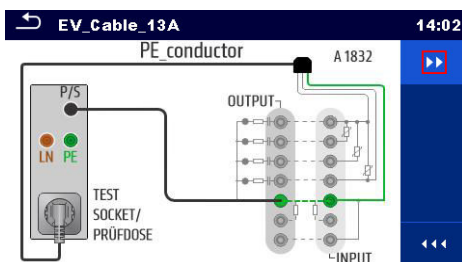 EV_Cable_13A 14:02
PE_conductor
A 1832
P/S
OUTPUT
LN PE
TEST
SOCKET/
PRÜFDOSE
INPUT